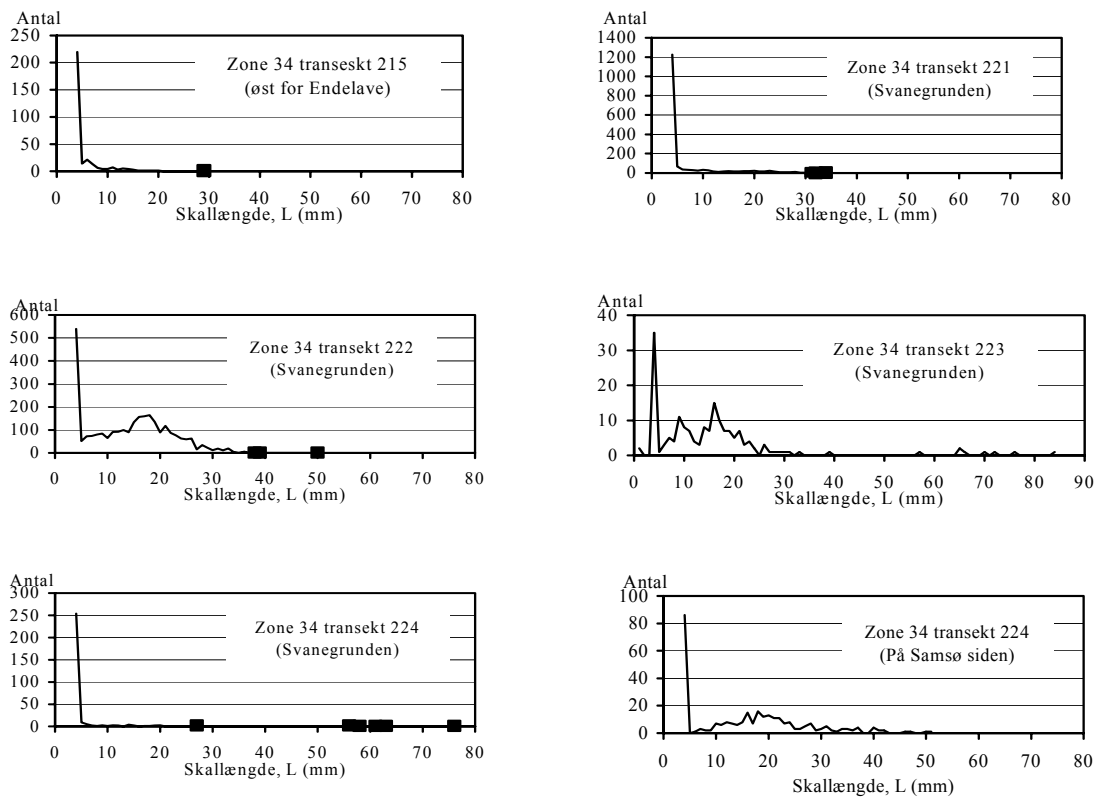 Antal
250
200
150
100
50
0
0 10 20 30 40 50 60 70 80
Skallængde, L (mm)
Zone 34 transeskt 215
(øst for Endelave)
Antal
1400
1200
1000
800
600
400
200
0
0 10 20 30 40 50 60 70 80
Skallængde, L (mm)
Zone 34 transekt 221
(Svanegrunden)
Antal
600
500
400
300
200
100
0
0 10 20 30 40 50 60 70 80
Skallængde, L (mm)
Zone 34 transekt 222
(Svanegrunden)
Antal
40
30
20
10
0
0 10 20 30 40 50 60 70 80 90
Skallængde, L (mm)
Zone 34 transekt 223
(Svanegrunden)
Antal
300
250
200
150
100
50
0
0 10 20 30 40 50 60 70 80
Skallængde, L (mm)
Zone 34 transekt 224
(Svanegrunden)
Antal
100
80
60
40
20
0
0 10 20 30 40 50 60 70 80
Skallængde, L (mm)
Zone 34 transekt 224
(På Samsø siden)